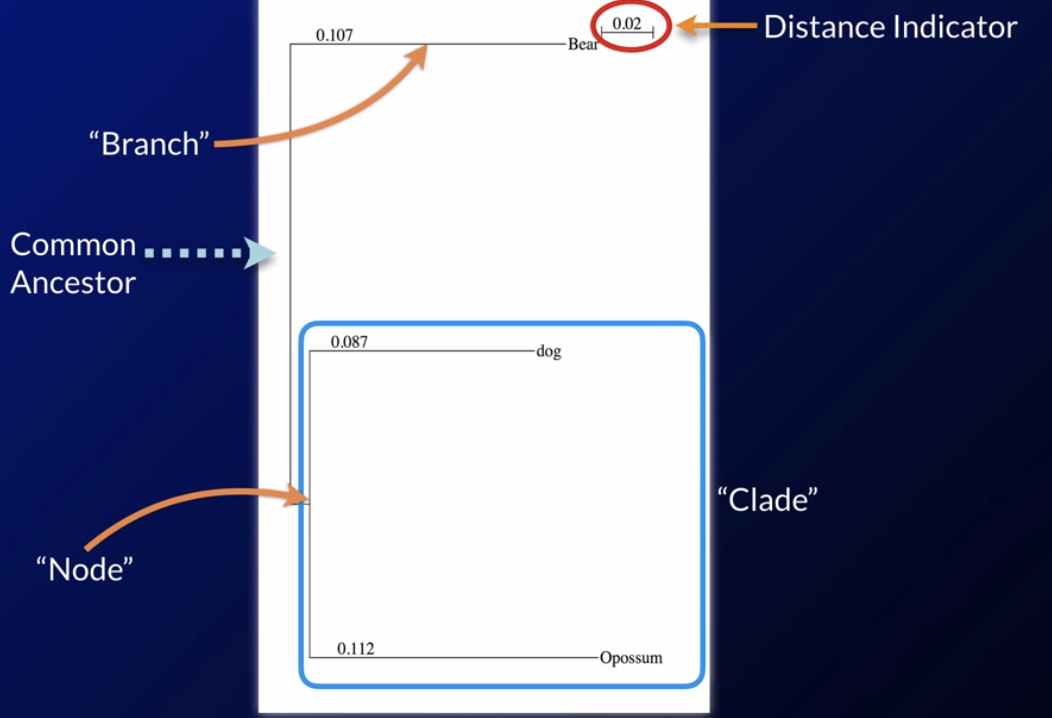 0.02
Distance Indicator
0.107
Bear
“Branch”
Common
Ancestor
0.087
dog
“Clade”
“Node”
0.112
Opossum